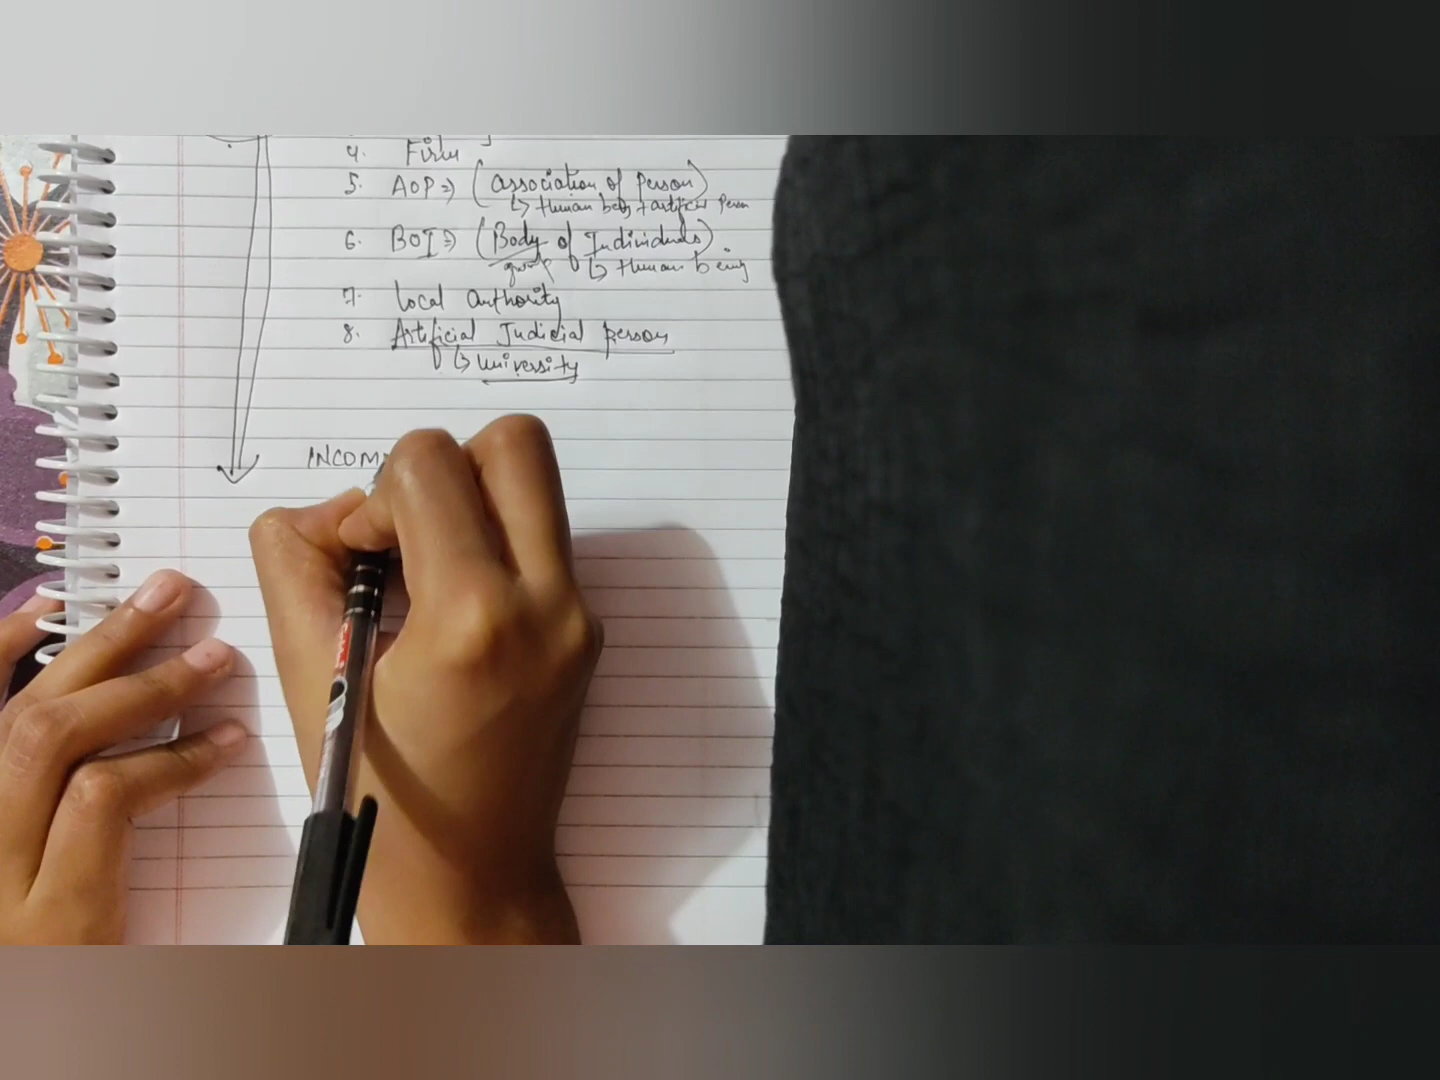 4. Firm
5. AOP => (Association of Person)
↳ Human being + artificial Person
6. BOI => (Body of Individuals)
group ↳ Human being
7. Local authority
8. Artificial Judicial person
↳ University
INCOM